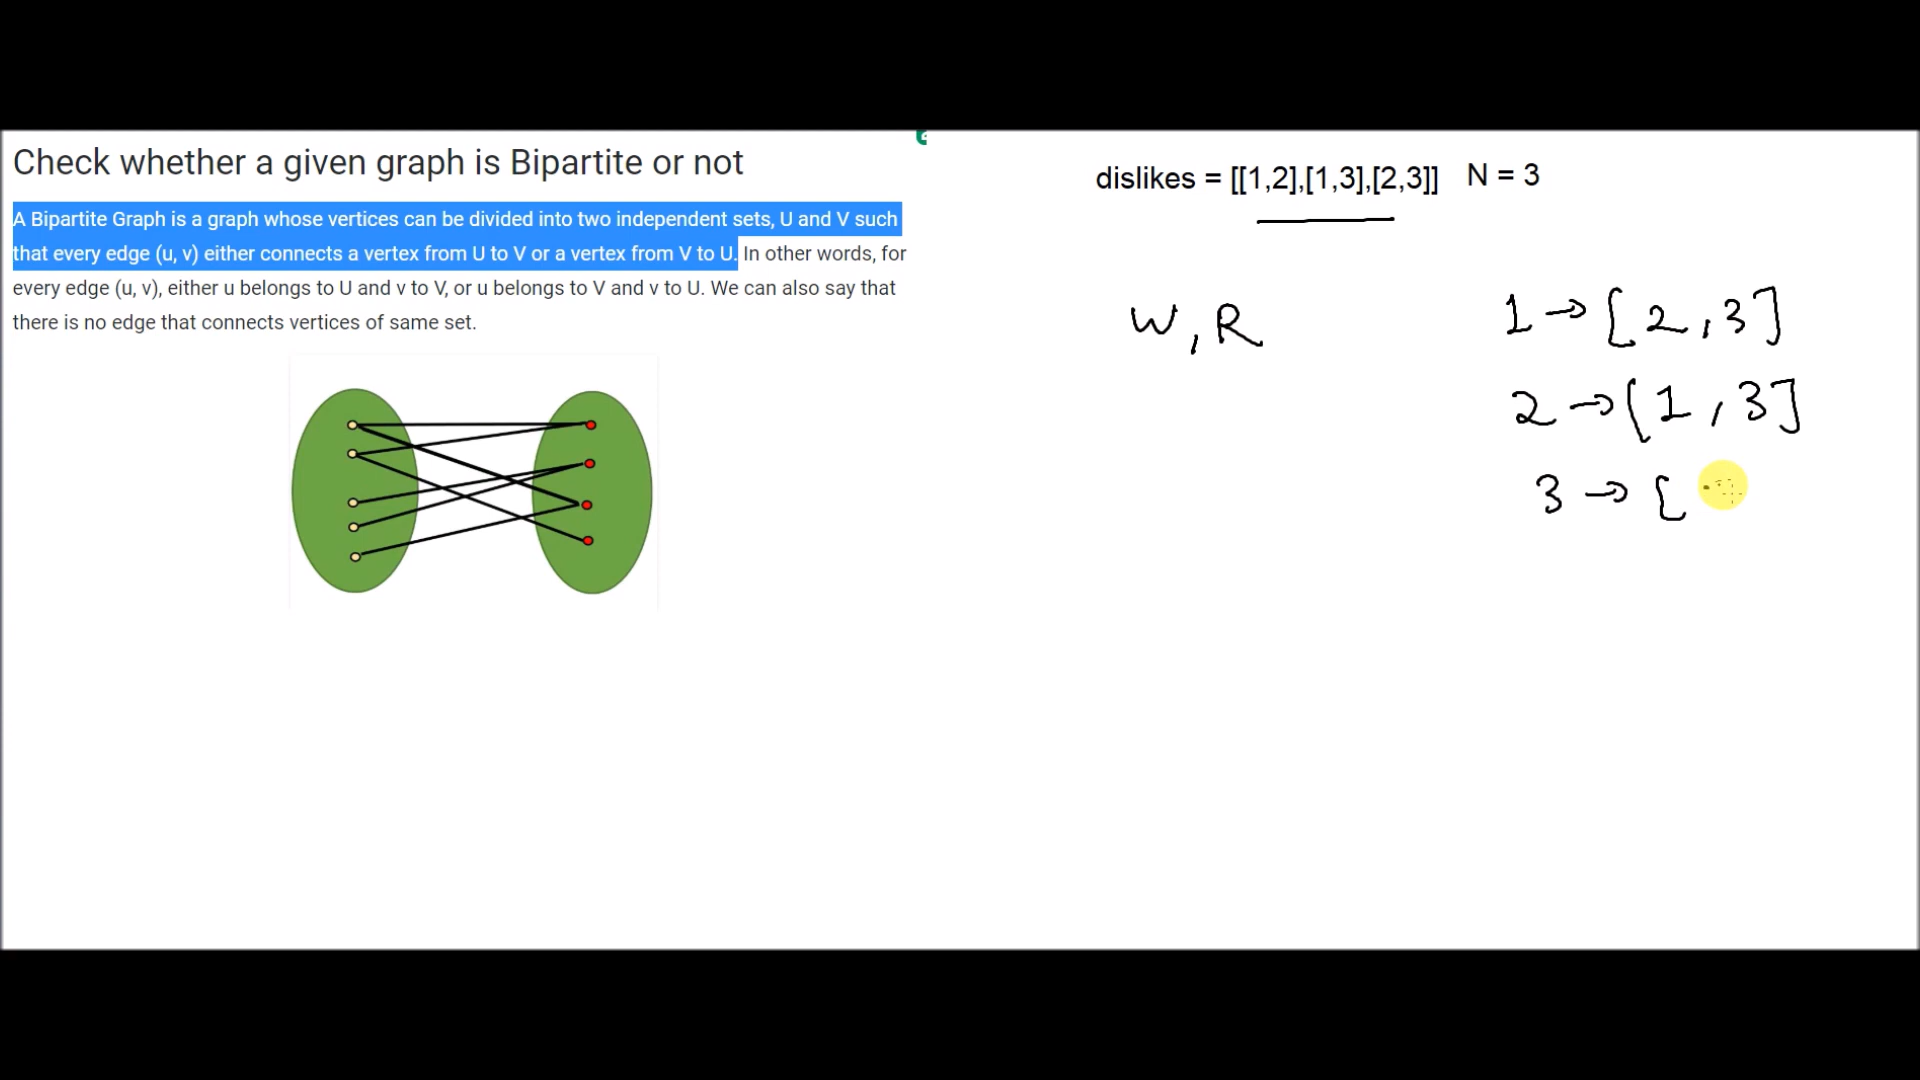 Check whether a given graph is Bipartite or not
A Bipartite Graph is a graph whose vertices can be divided into two independent sets, U and V such
that every edge (u, v) either connects a vertex from U to V or a vertex from V to U. In other words, for
every edge (u, v), either u belongs to U and v to V, or u belongs to V and v to U. We can also say that
there is no edge that connects vertices of same set.
dislikes = [[1,2],[1,3],[2,3]] N = 3
W, R
1 → [2, 3]
2 → [1, 3]
3 → [